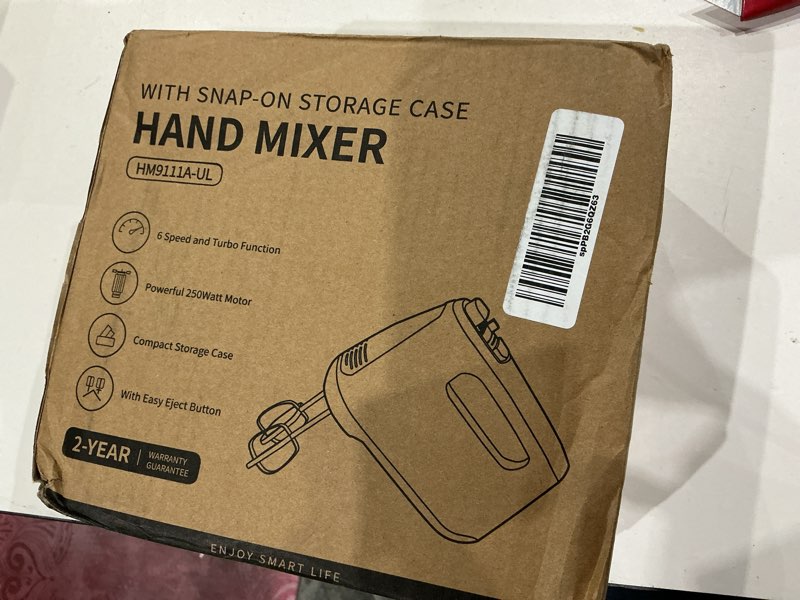 WITH SNAP-ON STORAGE CASE
HAND MIXER
HM9111A-UL
6 Speed and Turbo Function
Powerful 250Watt Motor
Compact Storage Case
With Easy Eject Button
2-YEAR
WARRANTY
GUARANTEE
ENJOY SMART LIFE
spPB2G6QZ63